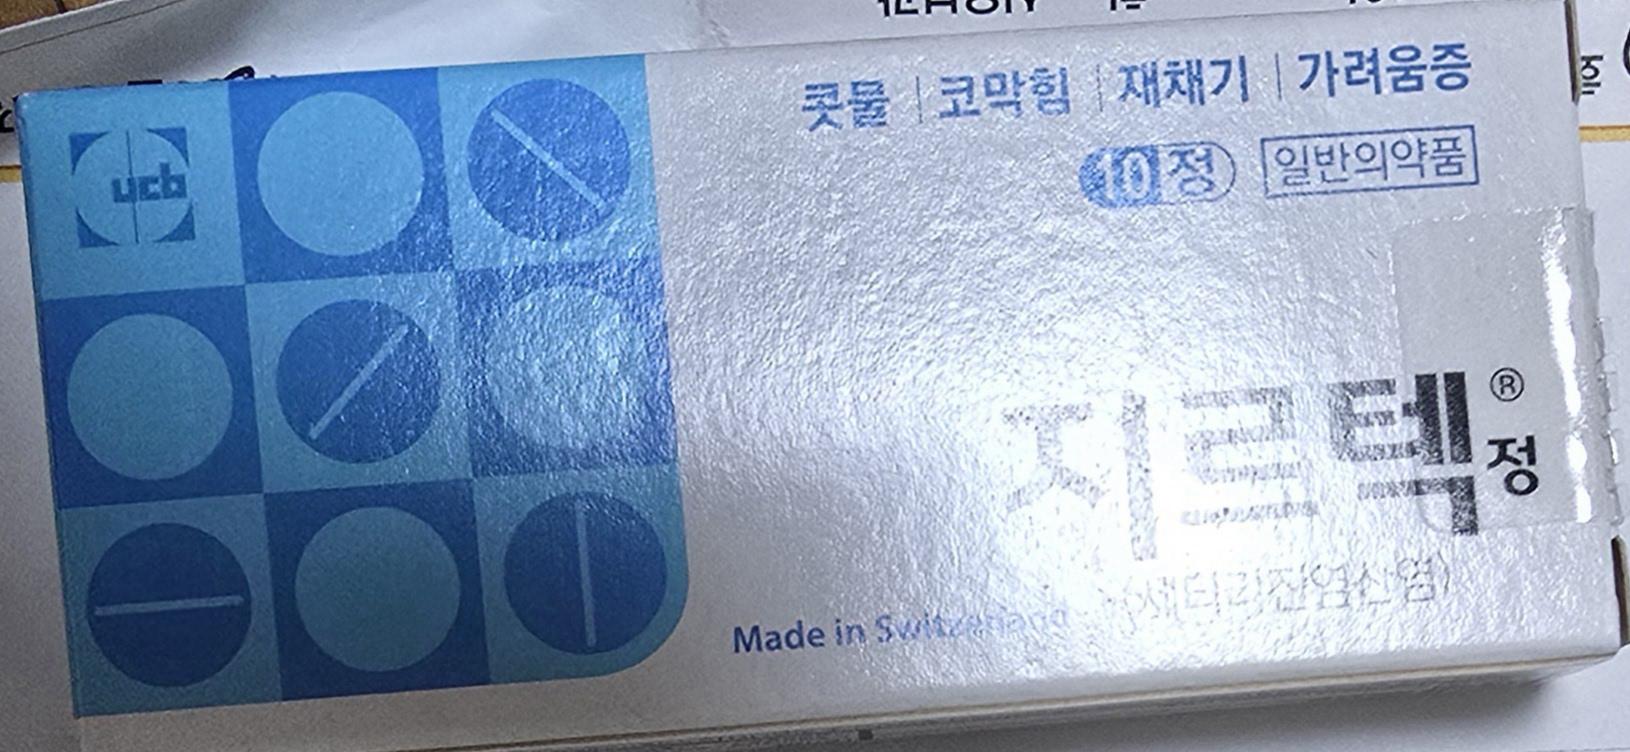 콧물 | 코막힘 | 재채기 | 가려움증
10정 일반의약품
ucb
지르텍® 정
(세티리진염산염)
Made in Switzerland